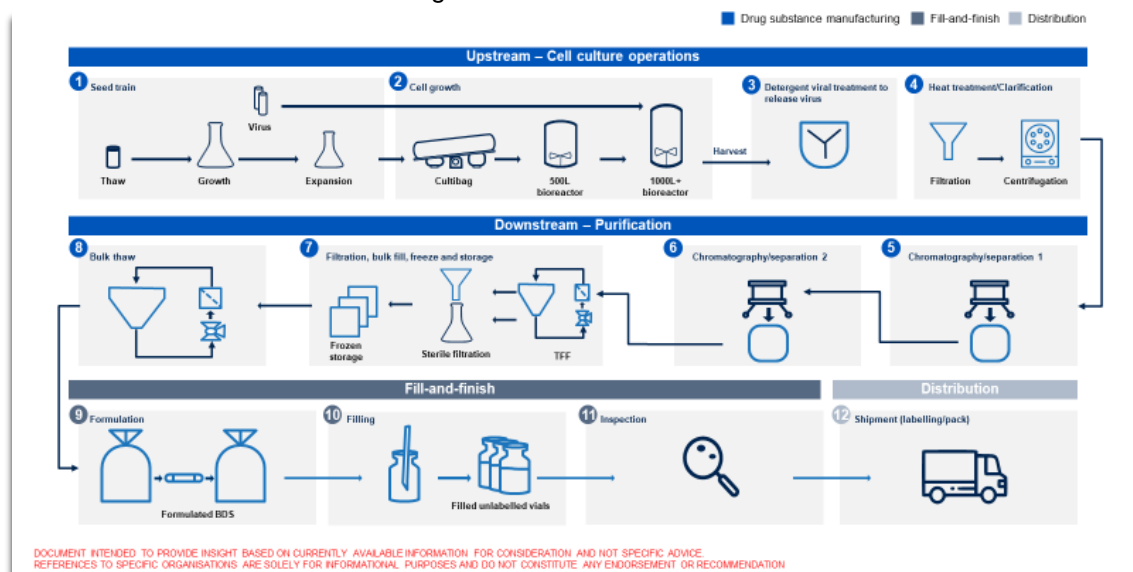 Drug substance manufacturing Fill-and-finish Distribution
Upstream – Cell culture operations
1 Seed train
2 Cell growth
3 Detergent viral treatment to
release virus
4 Heat treatment/Clarification
Virus
Harvest
Thaw
Growth
Expansion
Cultibag
500L
bioreactor
1000L+
bioreactor
Filtration
Centrifugation
Downstream – Purification
8 Bulk thaw
7 Filtration, bulk fill, freeze and storage
6 Chromatography/separation 2
5 Chromatography/separation 1
Frozen
storage
Sterile filtration
TFF
Fill-and-finish
Distribution
9 Formulation
10 Filling
11 Inspection
12 Shipment (labelling/pack)
Formulated BDS
Filled unlabelled vials
DOCUMENT INTENDED TO PROVIDE INSIGHT BASED ON CURRENTLY AVAILABLE INFORMATION FOR CONSIDERATION AND NOT SPECIFIC ADVICE.
REFERENCES TO SPECIFIC ORGANISATIONS ARE SOLELY FOR INFORMATIONAL PURPOSES AND DO NOT CONSTITUTE ANY ENDORSEMENT OR RECOMMENDATION